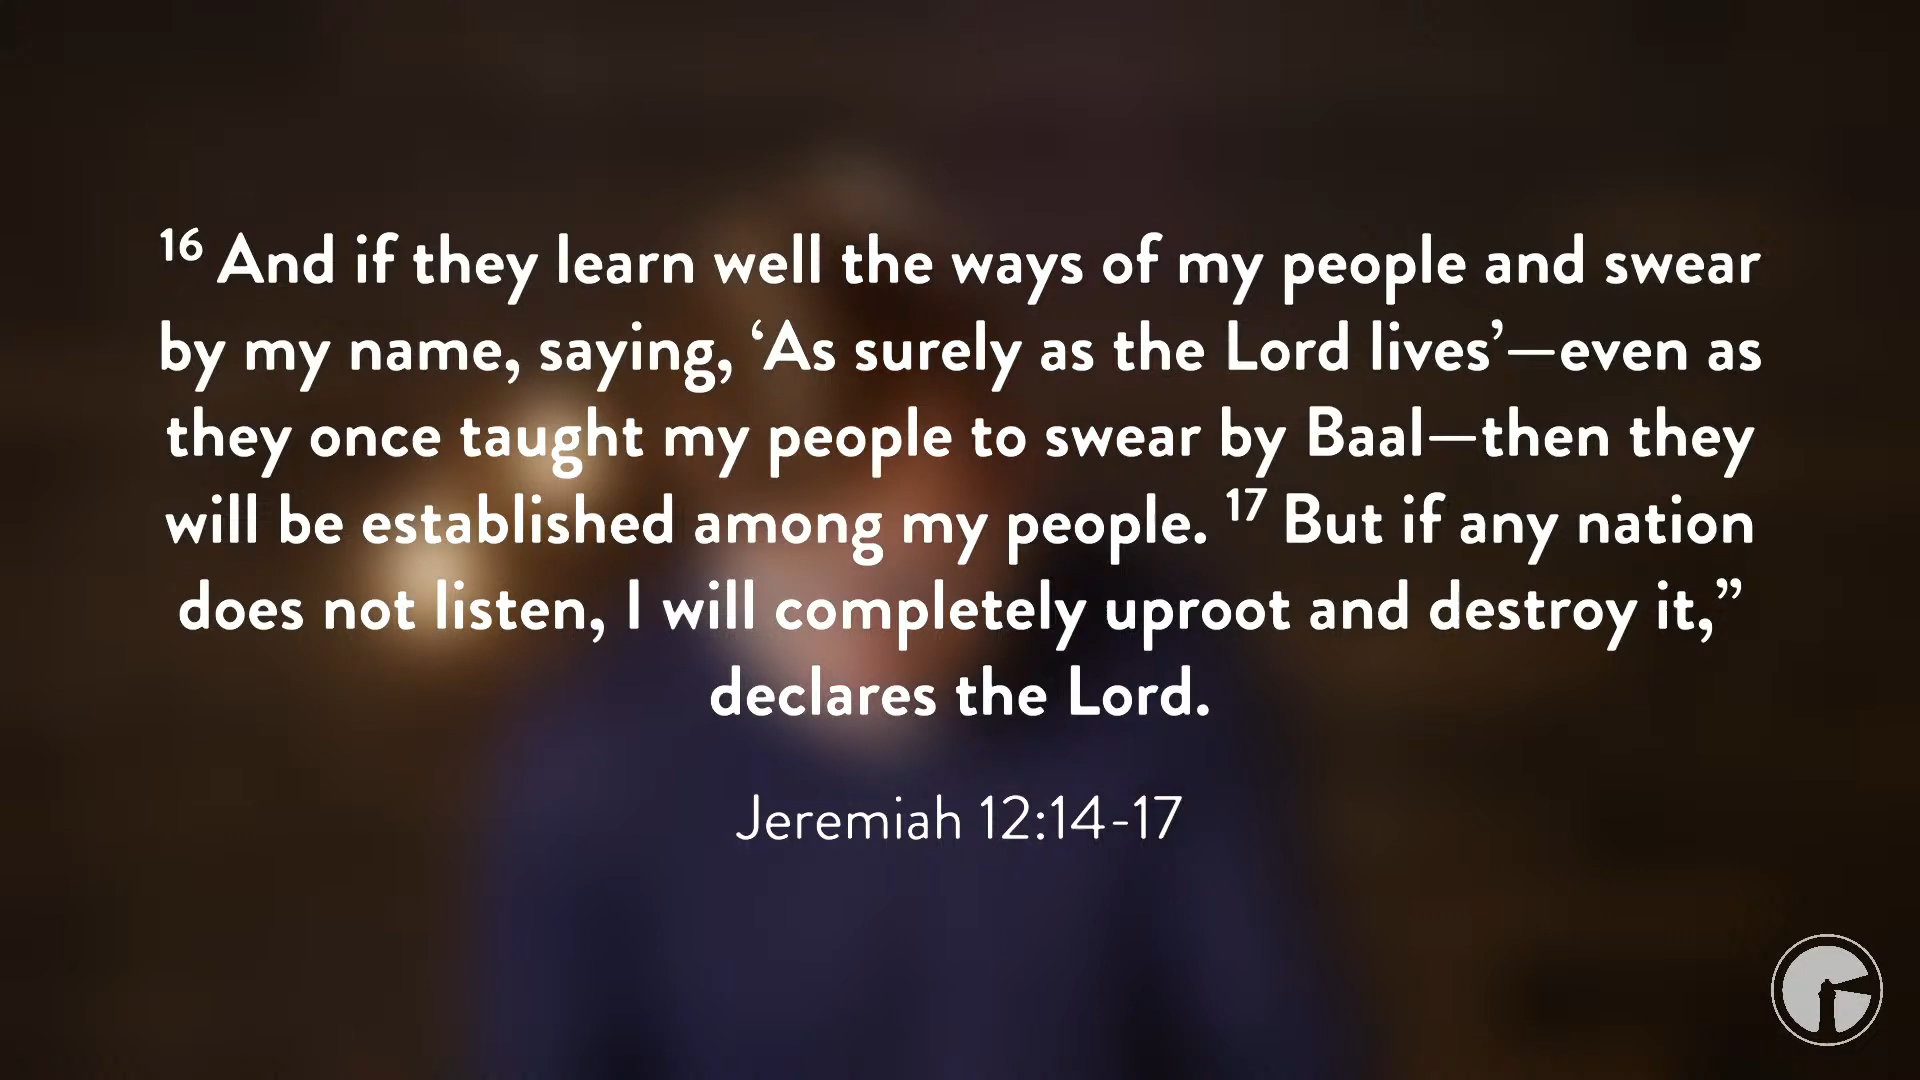 16 And if they learn well the ways of my people and swear
by my name, saying, ‘As surely as the Lord lives’—even as
they once taught my people to swear by Baal—then they
will be established among my people. 17 But if any nation
does not listen, I will completely uproot and destroy it,”
declares the Lord.
Jeremiah 12:14-17